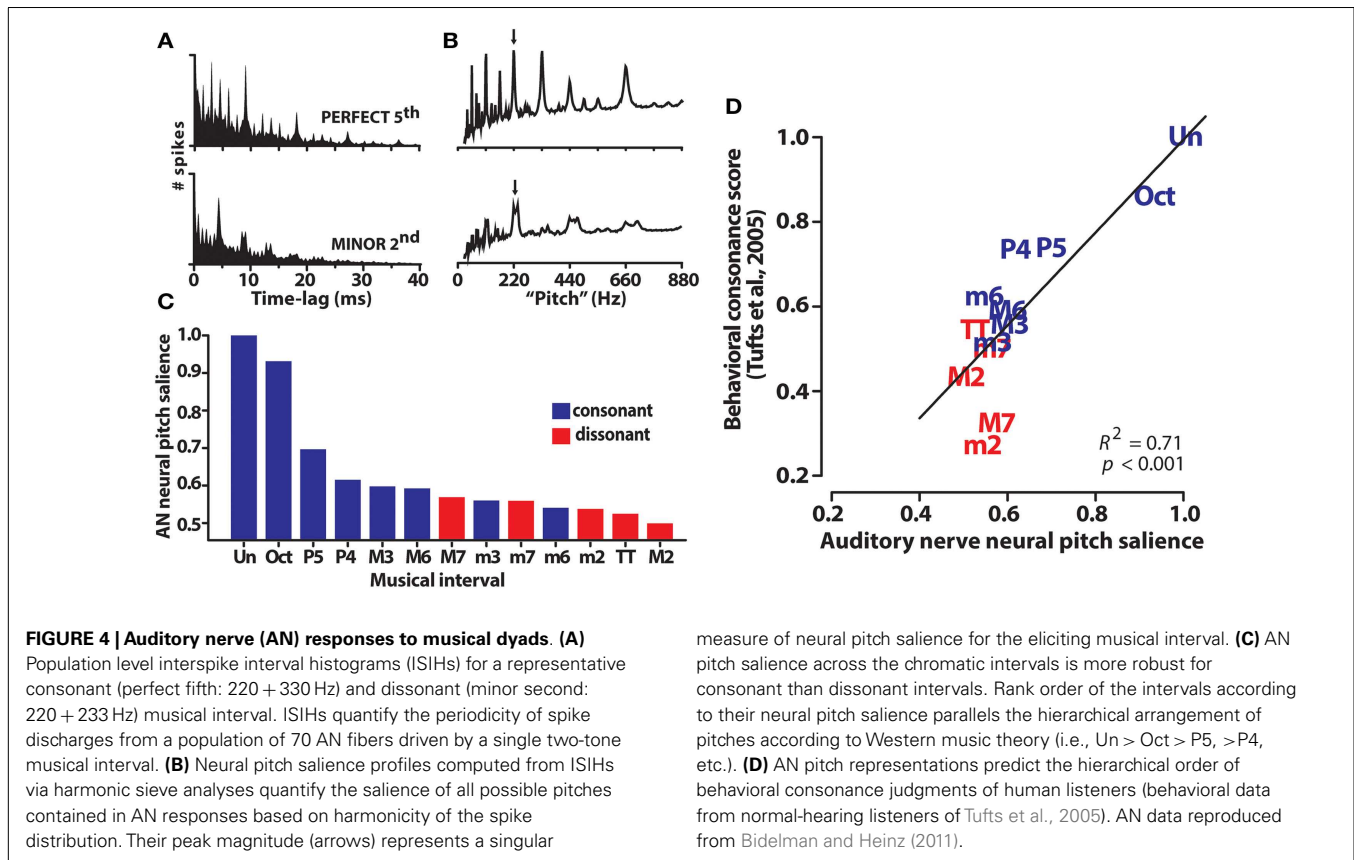 A
B
PERFECT 5th
MINOR 2nd
# spikes
0 10 20 30 40
Time-lag (ms)
0 220 440 660 880
“Pitch” (Hz)
C
AN neural pitch salience
1.0
0.9
0.8
0.7
0.6
0.5
consonant
dissonant
Un Oct P5 P4 M3 M6 M7 m3 m7 m6 m2 TT M2
Musical interval
D
Behavioral consonance score
(Tufts et al., 2005)
1.0
0.8
0.6
0.4
0.2
Un
Oct
P4 P5
m6
M6
M3
TT
m3
m7
M2
M7
m2
R2 = 0.71
p < 0.001
0.2 0.4 0.6 0.8 1.0
Auditory nerve neural pitch salience
FIGURE 4 | Auditory nerve (AN) responses to musical dyads. (A)
Population level interspike interval histograms (ISIHs) for a representative
consonant (perfect fifth: 220 + 330 Hz) and dissonant (minor second:
220 + 233 Hz) musical interval. ISIHs quantify the periodicity of spike
discharges from a population of 70 AN fibers driven by a single two-tone
musical interval. (B) Neural pitch salience profiles computed from ISIHs
via harmonic sieve analyses quantify the salience of all possible pitches
contained in AN responses based on harmonicity of the spike
distribution. Their peak magnitude (arrows) represents a singular
measure of neural pitch salience for the eliciting musical interval. (C) AN
pitch salience across the chromatic intervals is more robust for
consonant than dissonant intervals. Rank order of the intervals according
to their neural pitch salience parallels the hierarchical arrangement of
pitches according to Western music theory (i.e., Un > Oct > P5, >P4,
etc.). (D) AN pitch representations predict the hierarchical order of
behavioral consonance judgments of human listeners (behavioral data
from normal-hearing listeners of Tufts et al., 2005). AN data reproduced
from Bidelman and Heinz (2011).